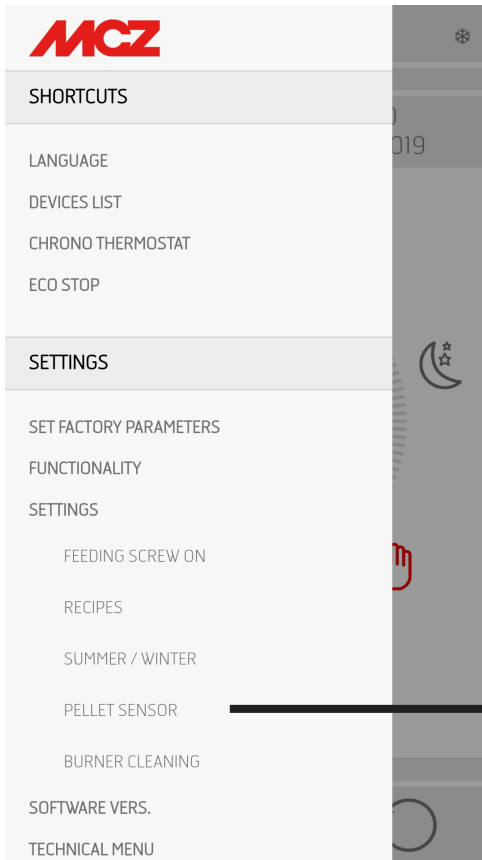 MCZ
SHORTCUTS
LANGUAGE
DEVICES LIST
CHRONO THERMOSTAT
ECO STOP
SETTINGS
SET FACTORY PARAMETERS
FUNCTIONALITY
SETTINGS
FEEDING SCREW ON
RECIPES
SUMMER / WINTER
PELLET SENSOR
BURNER CLEANING
SOFTWARE VERS.
TECHNICAL MENU